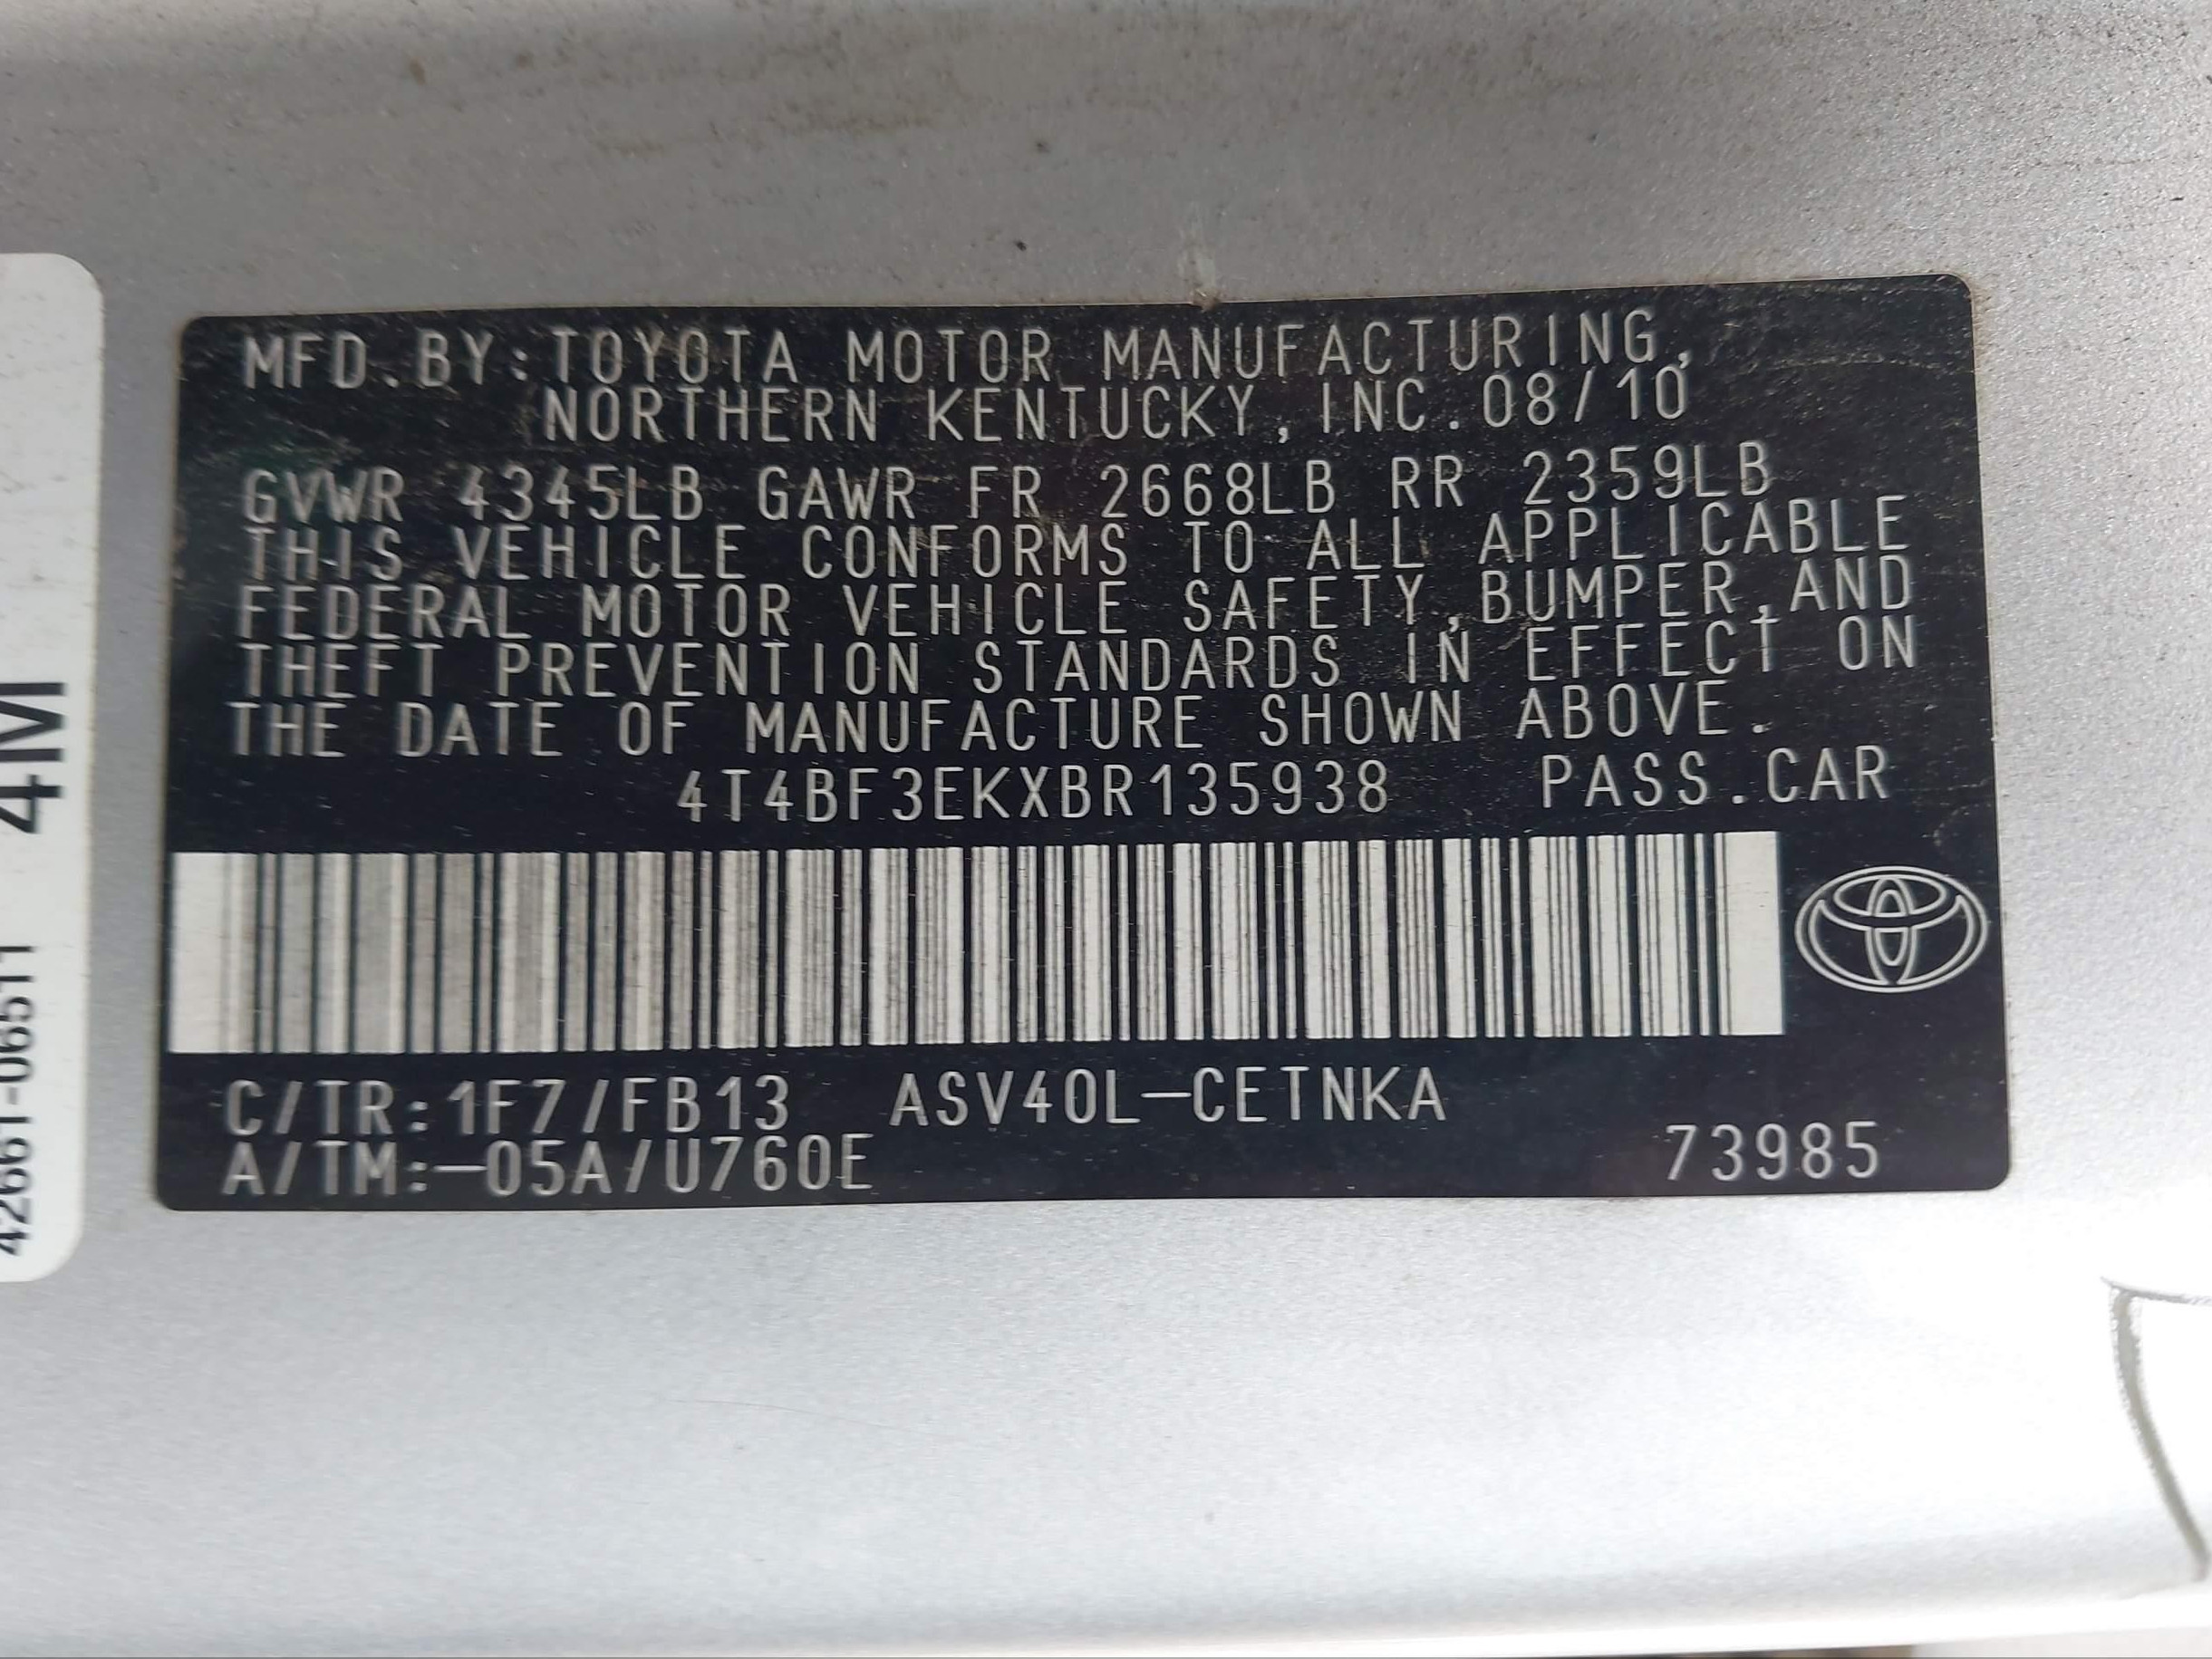 MFD.BY:TOYOTA MOTOR MANUFACTURING,
NORTHERN KENTUCKY, INC.08/10
GVWR 4345LB GAWR FR 2668LB RR 2359LB
THIS VEHICLE CONFORMS TO ALL APPLICABLE
FEDERAL MOTOR VEHICLE SAFETY,BUMPER,AND
THEFT PREVENTION STANDARDS IN EFFECT ON
THE DATE OF MANUFACTURE SHOWN ABOVE.
4T4BF3EKXBR135938 PASS.CAR
C/TR:1F7/FB13 ASV40L-CETNKA
A/TM:-05A/U760E 73985
42661-06511 4M